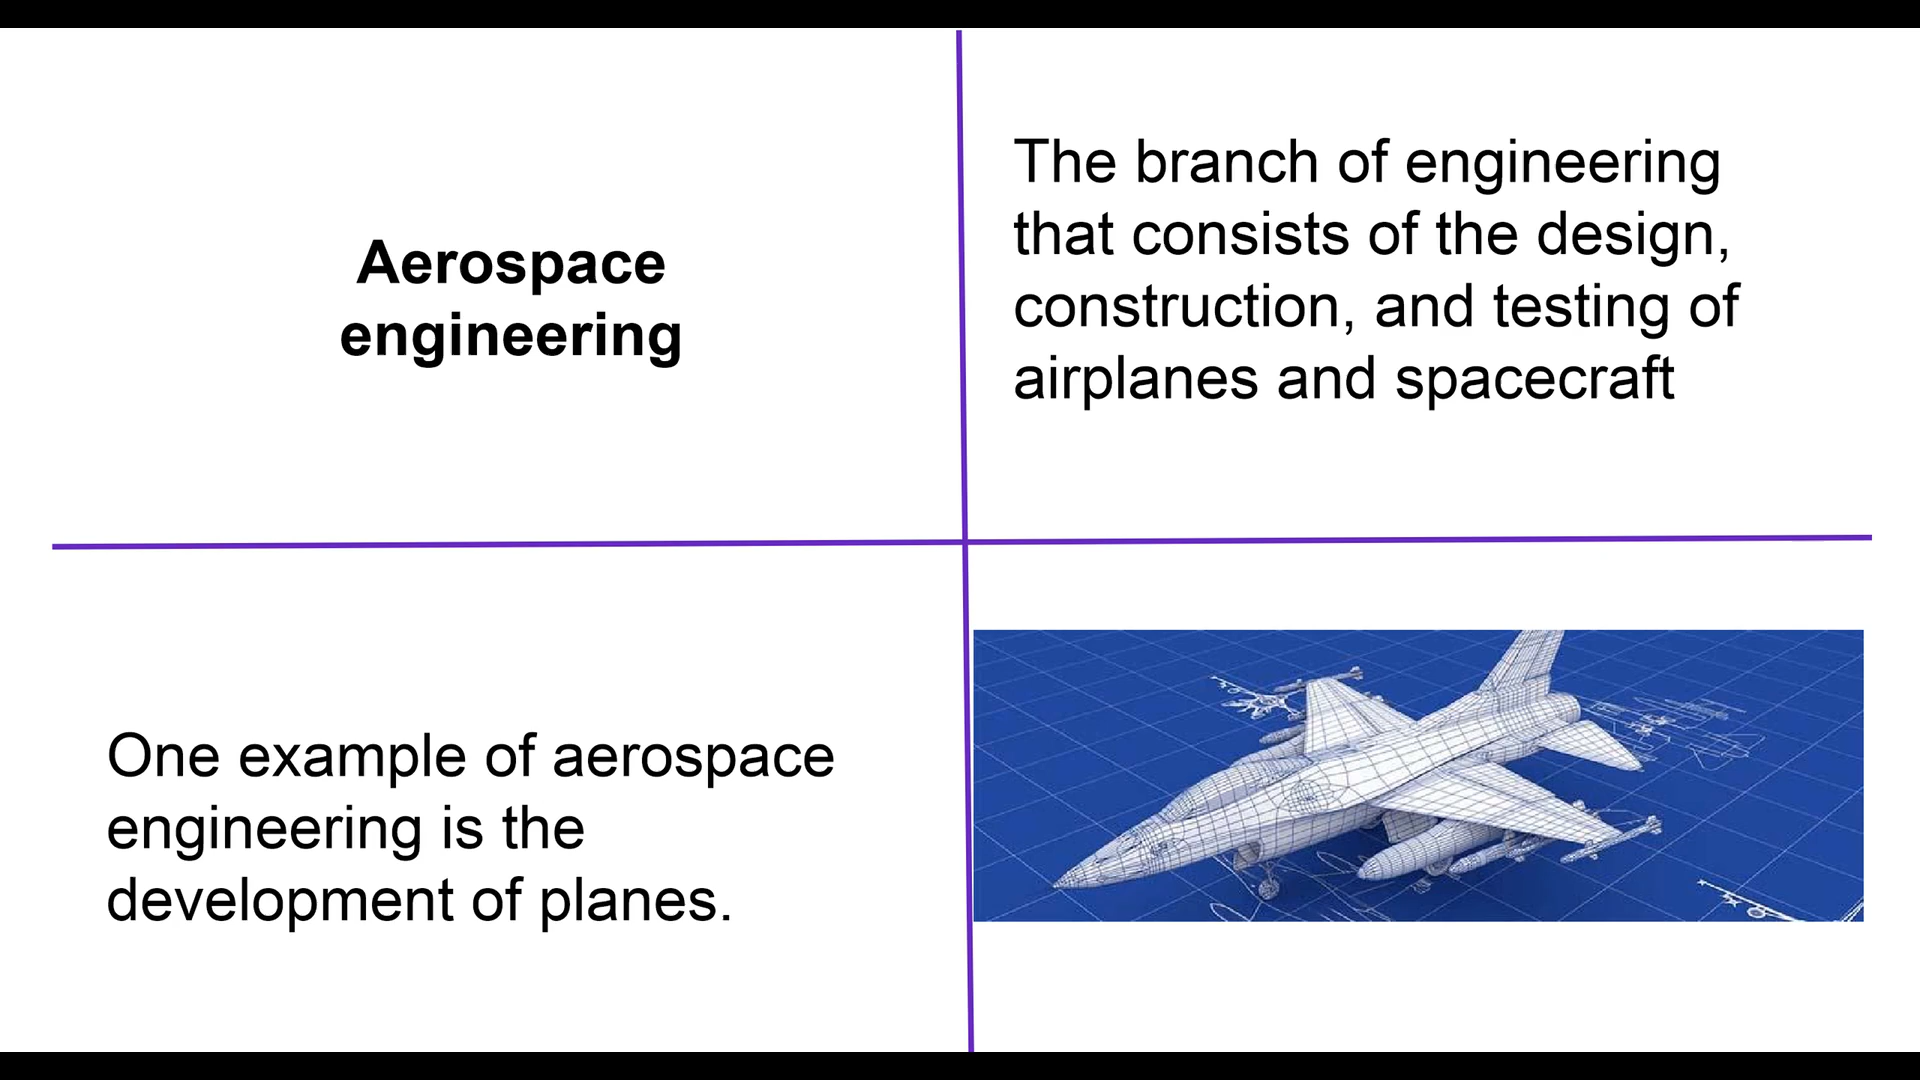 Aerospace
engineering
The branch of engineering
that consists of the design,
construction, and testing of
airplanes and spacecraft
One example of aerospace
engineering is the
development of planes.